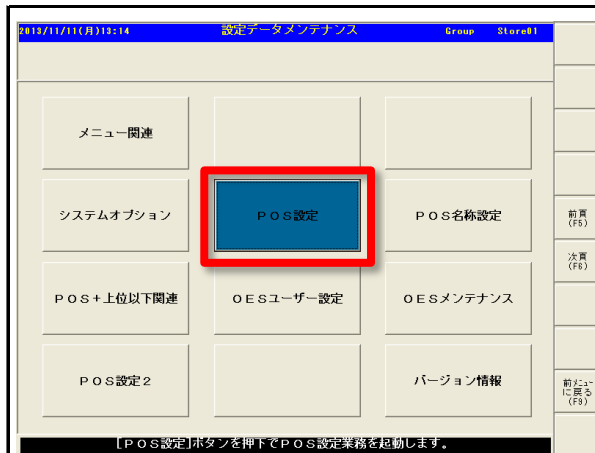 2013/11/11(月)13:14 設定データメンテナンス Group Store01
メニュー関連
システムオプション POS設定 POS名称設定
POS+上位以下関連 OESユーザー設定 OESメンテナンス
POS設定2 バージョン情報
前頁
(F5)
次頁
(F6)
前メニュー
に戻る
(F9)
[POS設定]ボタンを押下でPOS設定業務を起動します。